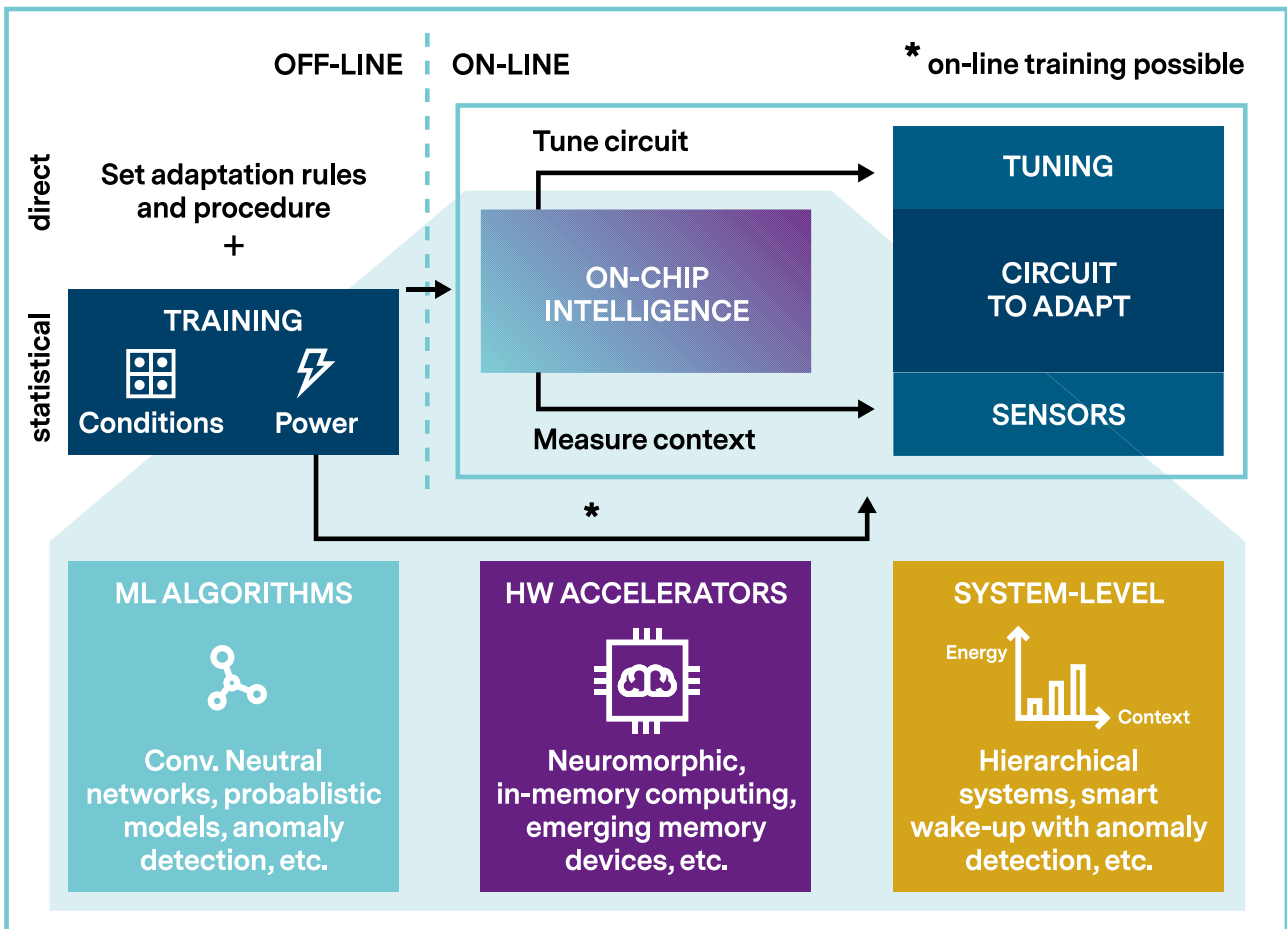 OFF-LINE
ON-LINE
* on-line training possible
direct
Set adaptation rules
and procedure
+
statistical
TRAINING
Conditions
Power
Tune circuit
ON-CHIP
INTELLIGENCE
Measure context
TUNING
CIRCUIT
TO ADAPT
SENSORS
*
ML ALGORITHMS
Conv. Neutral
networks, probablistic
models, anomaly
detection, etc.
HW ACCELERATORS
Neuromorphic,
in-memory computing,
emerging memory
devices, etc.
SYSTEM-LEVEL
Energy
Context
Hierarchical
systems, smart
wake-up with anomaly
detection, etc.